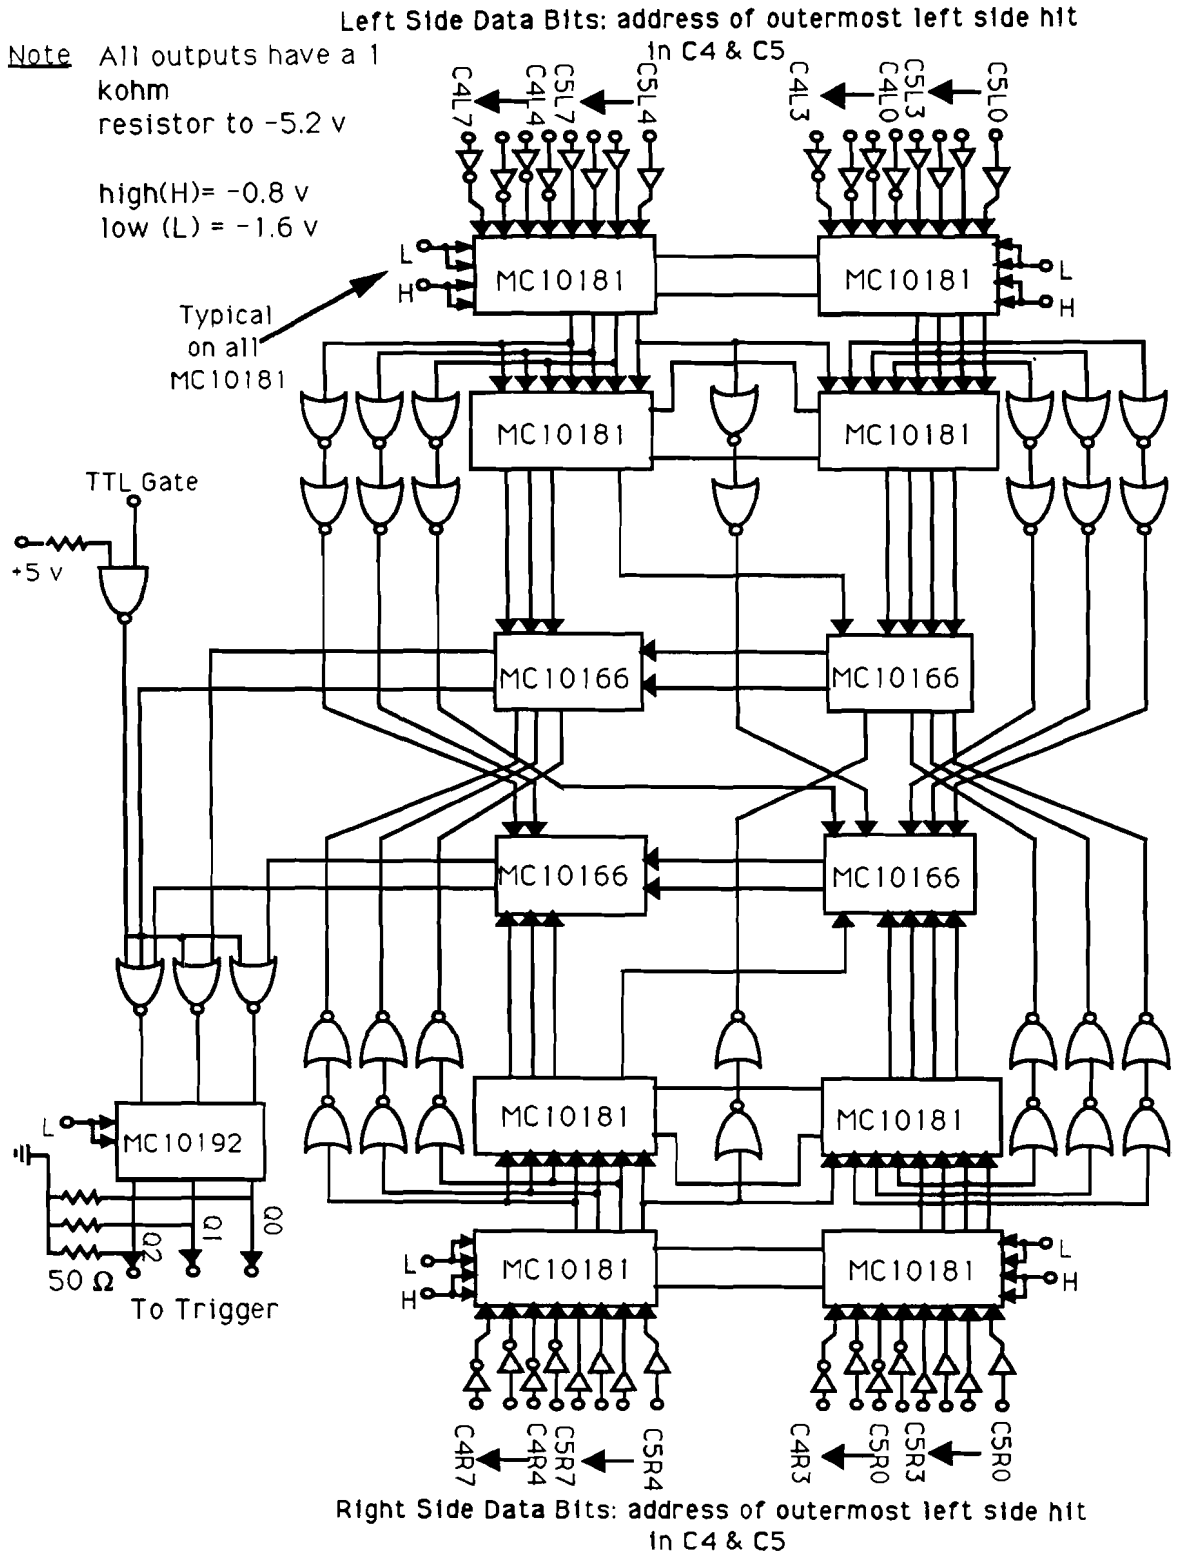 Left Side Data Bits: address of outermost left side hit
in C4 & C5
Note All outputs have a 1
kohm
resistor to -5.2 v
high(H)= -0.8 v
low (L) = -1.6 v
C4L7
C4L4
C5L7
C5L4
C4L3
C4L0
C5L3
C5L0
L
H
MC10181
MC10181
L
H
Typical
on all
MC10181
MC10181
MC10181
TTL Gate
+5 v
MC10166
MC10166
MC10166
MC10166
MC10181
MC10181
L
MC10192
Q2
Q1
Q0
50 Ω
To Trigger
L
H
MC10181
MC10181
L
H
C4R7
C4R4
C5R7
C5R4
C4R3
C5R0
C5R3
C5R0
Right Side Data Bits: address of outermost left side hit
in C4 & C5